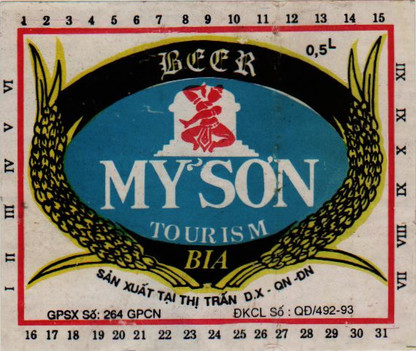 1 2 3 4 5 6 7 8 9 10 11 12 13 14 15
BEER
0,5L
MY'SƠN
TOURISM
BIA
SẢN XUẤT TẠI THỊ TRẤN D.X - QN -ĐN
GPSX Số: 264 GPCN
ĐKCL Số : QĐ/492-93
16 17 18 19 20 21 22 23 24 25 26 27 28 29 30 31
VI
V
IV
III
II
I
XII
XI
X
IX
VIII
VII